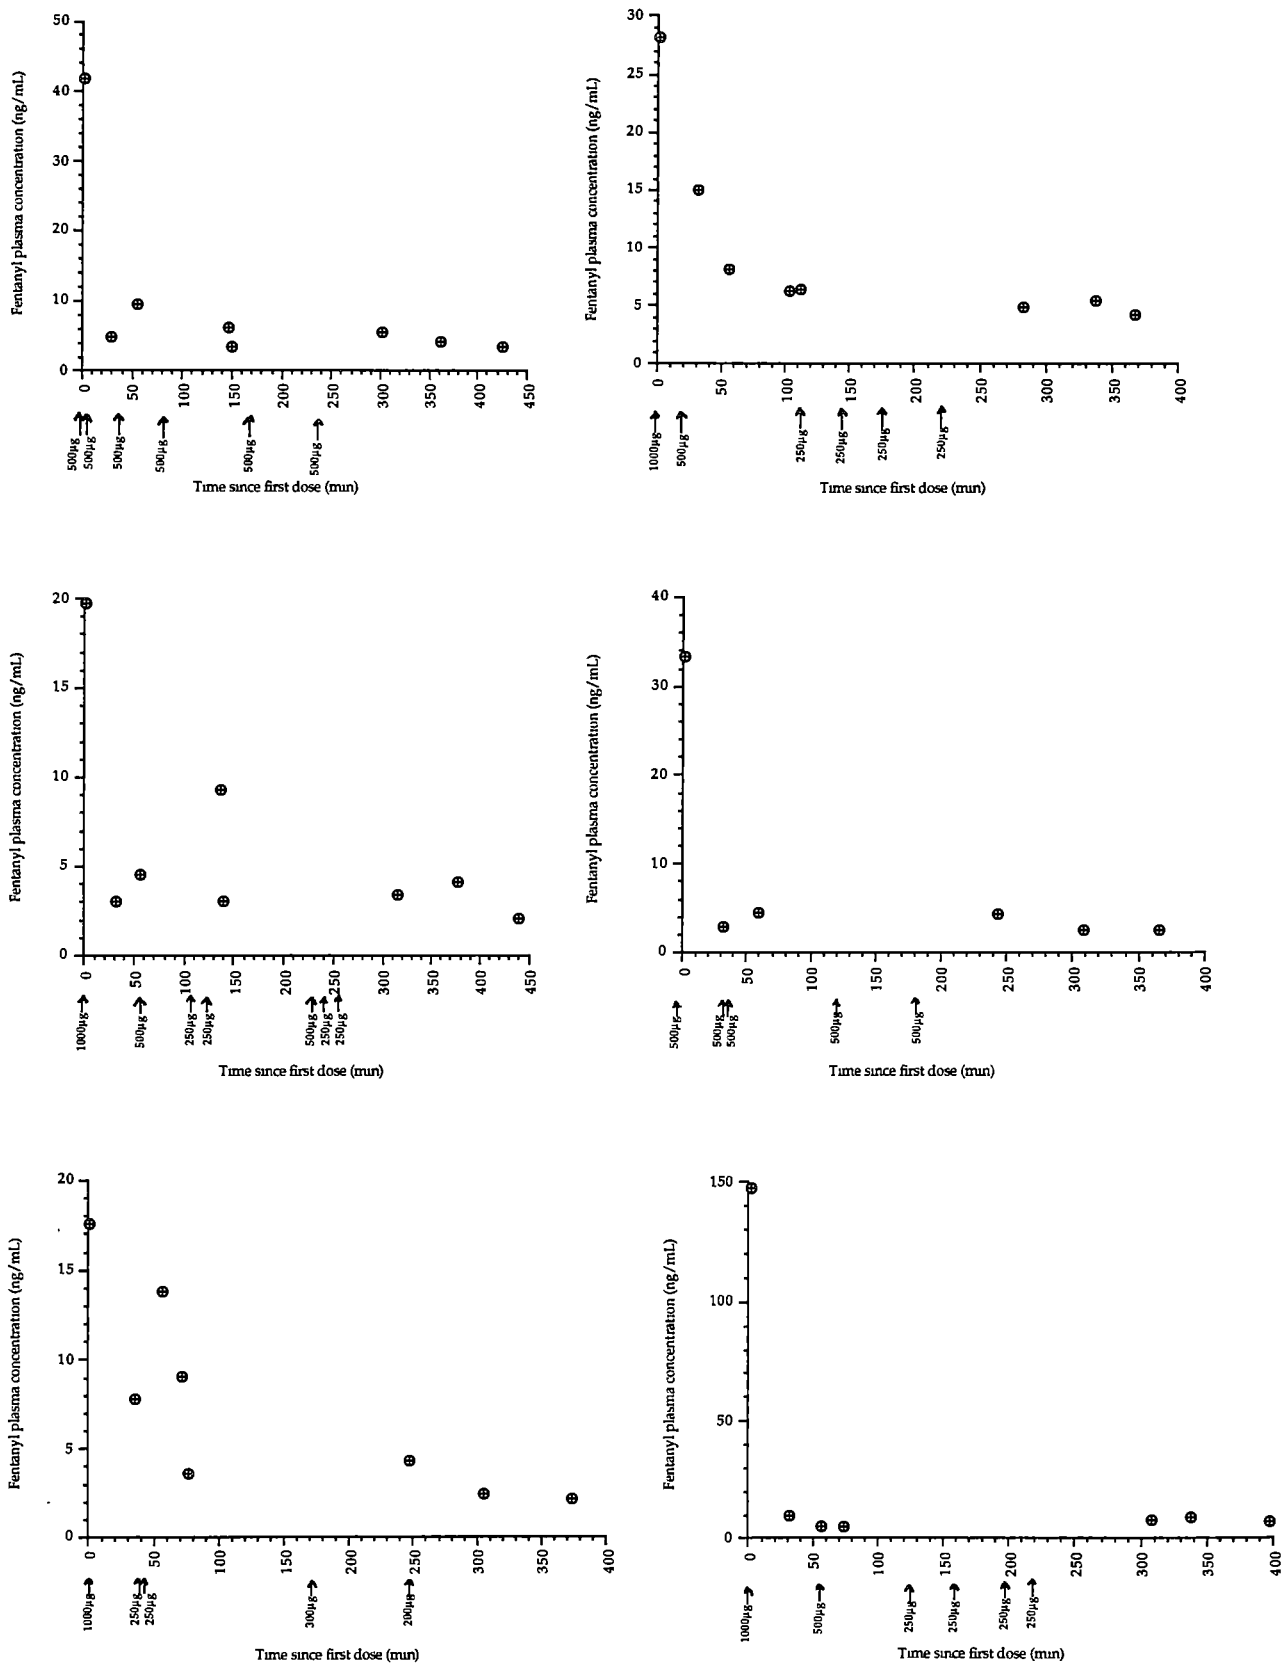 Fentanyl plasma concentration (ng/mL)
50
40
30
20
10
0
0 50 100 150 200 250 300 350 400 450
500µg 500µg 500µg 500µg 500µg 500µg
Time since first dose (min)
Fentanyl plasma concentration (ng/mL)
30
25
20
15
10
5
0
0 50 100 150 200 250 300 350 400
1000µg 500µg 250µg 250µg 250µg 250µg
Time since first dose (min)
Fentanyl plasma concentration (ng/mL)
20
15
10
5
0
0 50 100 150 200 250 300 350 400 450
1000µg 500µg 250µg 250µg 500µg 250µg 250µg
Time since first dose (min)
Fentanyl plasma concentration (ng/mL)
40
30
20
10
0
0 50 100 150 200 250 300 350 400
500µg 500µg 500µg 500µg 500µg
Time since first dose (min)
Fentanyl plasma concentration (ng/mL)
20
15
10
5
0
0 50 100 150 200 250 300 350 400
1000µg 250µg 250µg 300µg 200µg
Time since first dose (min)
Fentanyl plasma concentration (ng/mL)
150
100
50
0
0 50 100 150 200 250 300 350 400
1000µg 500µg 250µg 250µg 250µg 250µg
Time since first dose (min)